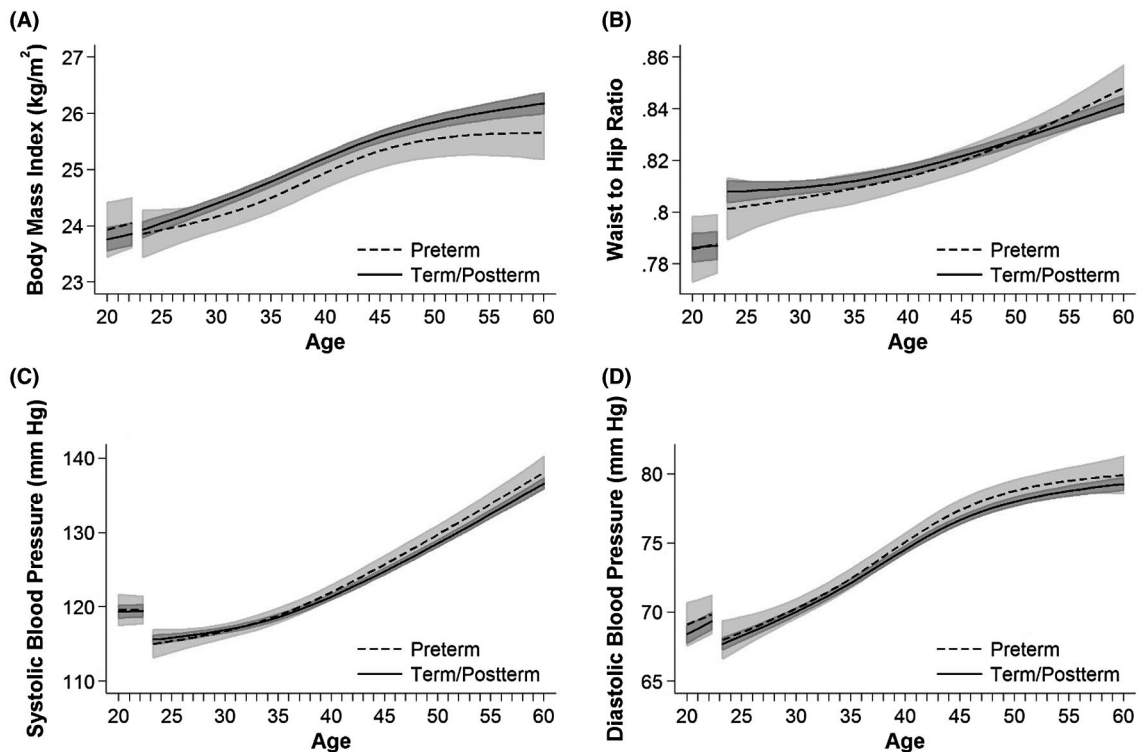 (A)
Body Mass Index (kg/m²)
27
26
25
24
23
Preterm
Term/Postterm
20 25 30 35 40 45 50 55 60
Age
(B)
Waist to Hip Ratio
.86
.84
.82
.8
.78
Preterm
Term/Postterm
20 25 30 35 40 45 50 55 60
Age
(C)
Systolic Blood Pressure (mm Hg)
140
130
120
110
Preterm
Term/Postterm
20 25 30 35 40 45 50 55 60
Age
(D)
Diastolic Blood Pressure (mm Hg)
80
75
70
65
Preterm
Term/Postterm
20 25 30 35 40 45 50 55 60
Age